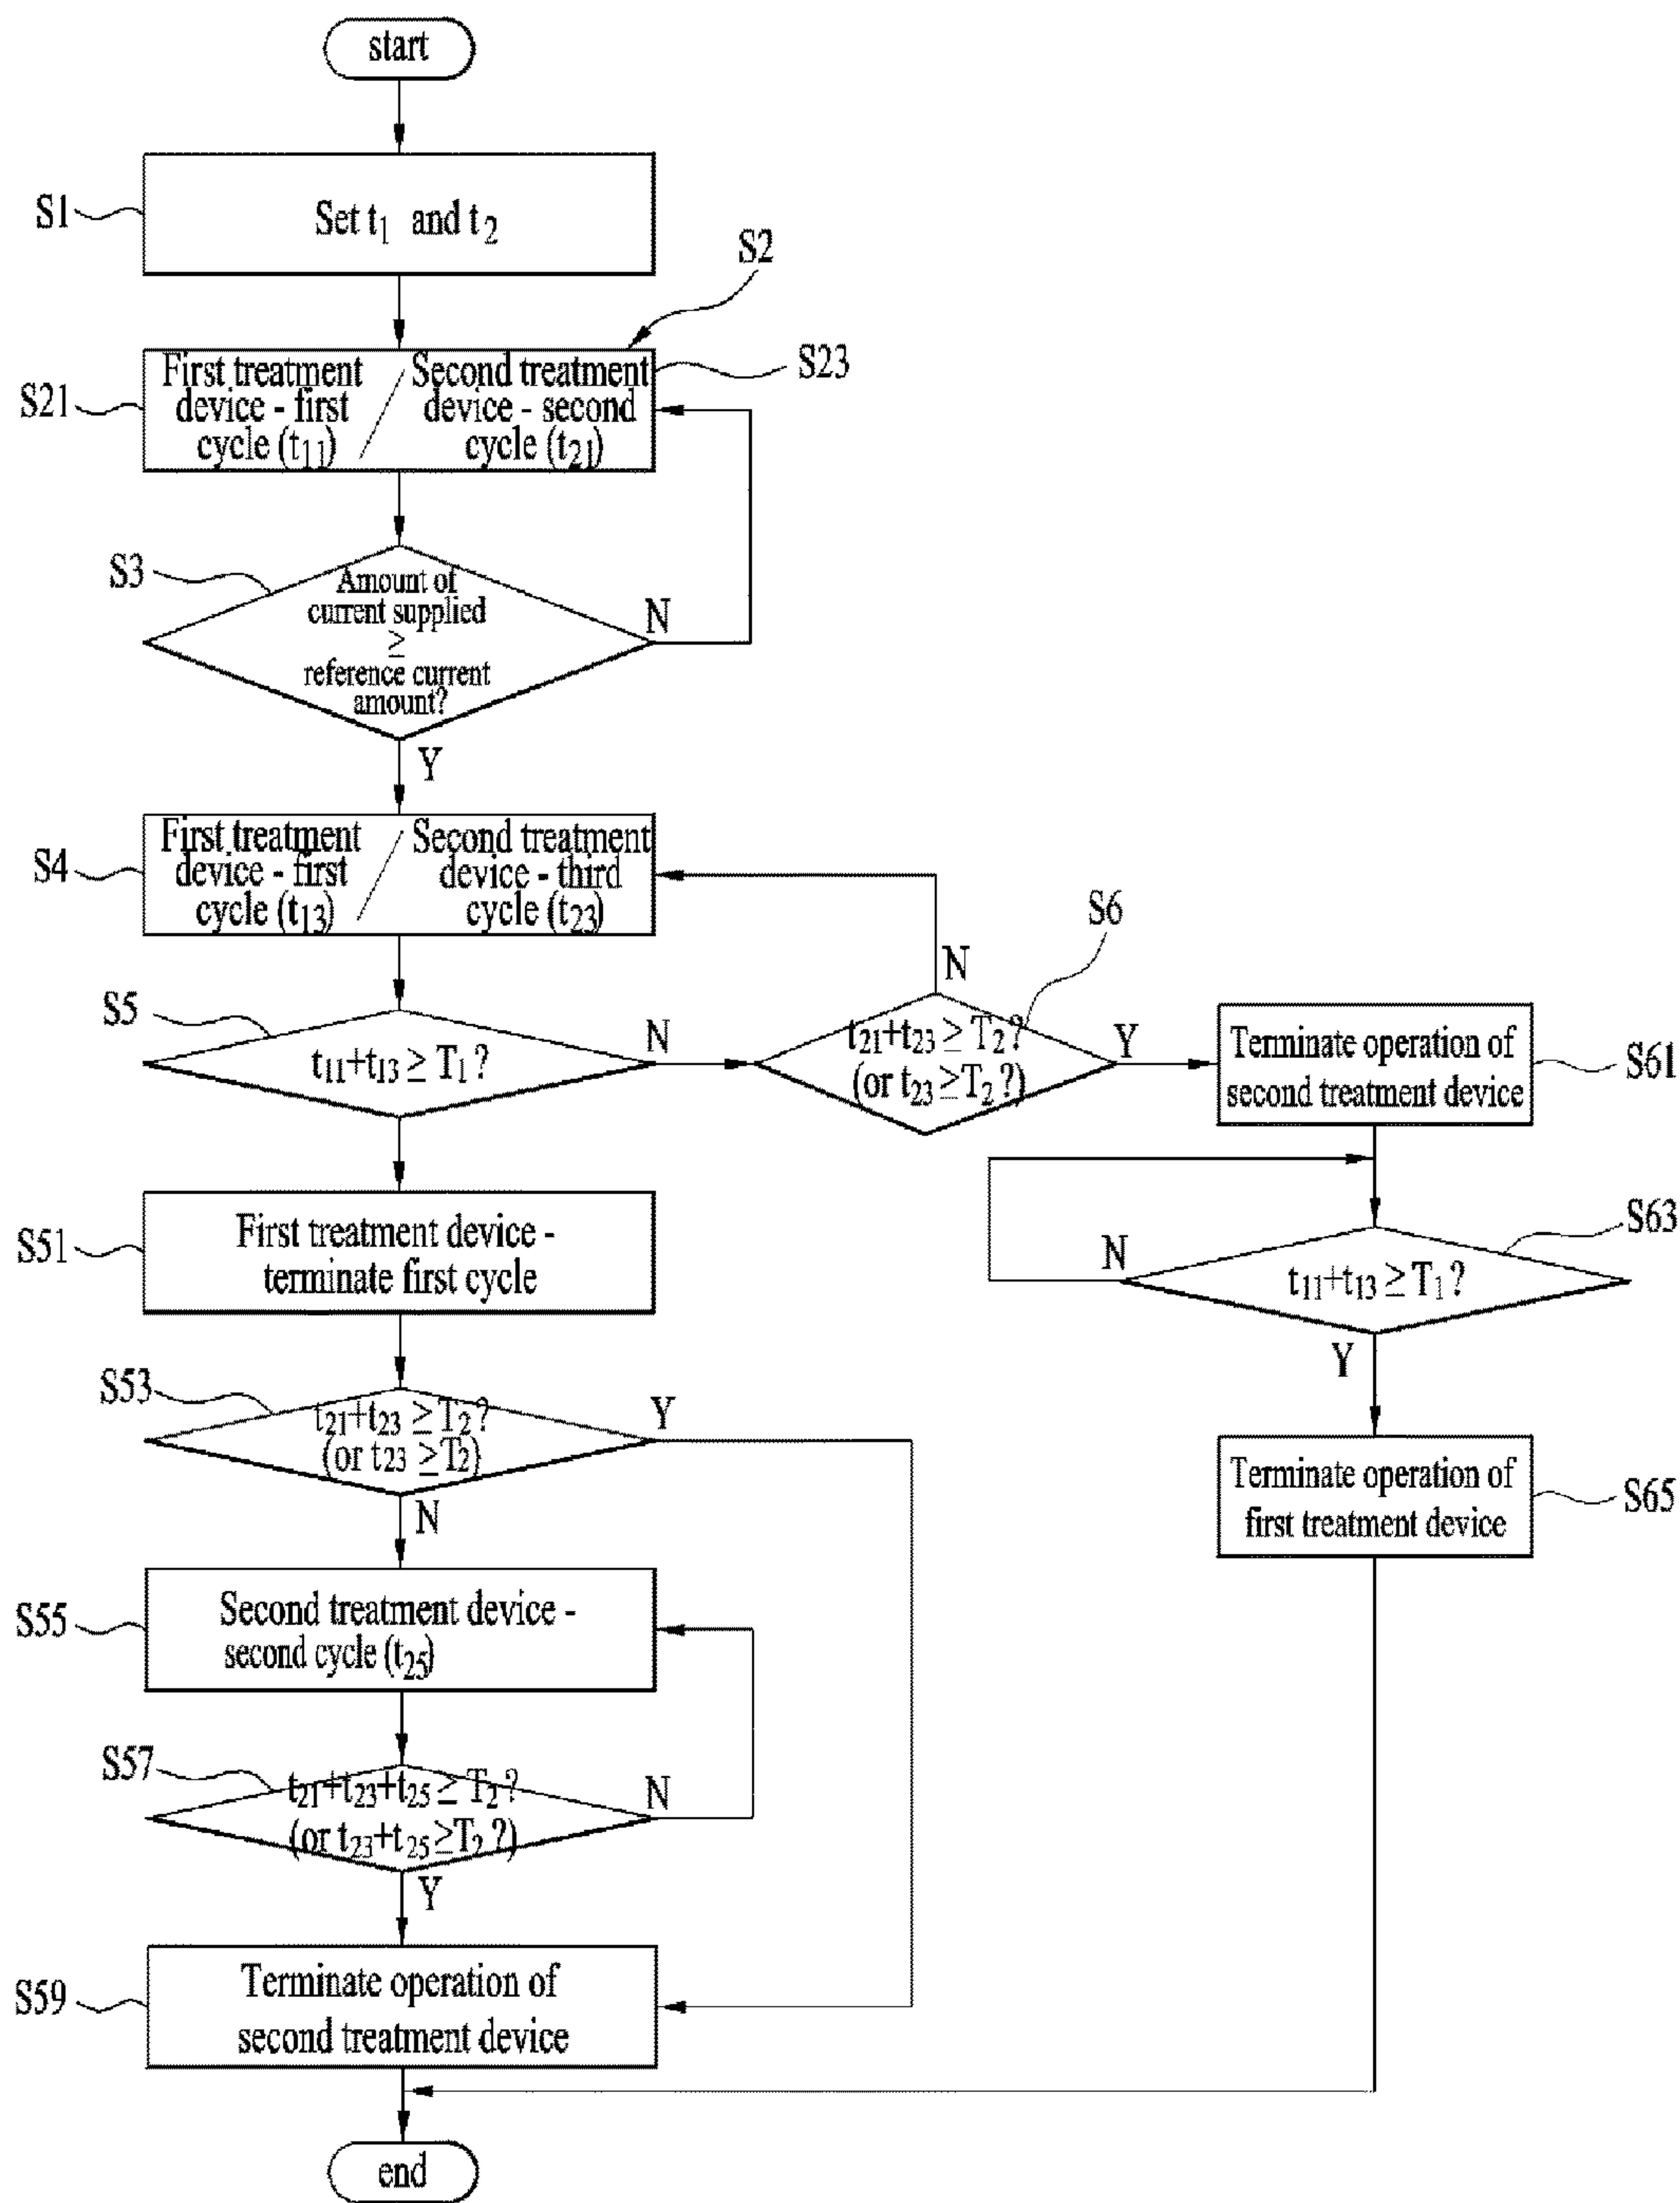 start
S1
Set t₁ and t₂
S2
S21
First treatment
device - first
cycle (t₁₁)
Second treatment
device - second
cycle (t₂₁)
S23
S3
Amount of
current supplied
≥
reference current
amount?
N
Y
S4
First treatment
device - first
cycle (t₁₃)
Second treatment
device - third
cycle (t₂₃)
S5
t₁₁+t₁₃ ≥ T₁ ?
N
S6
N
t₂₁+t₂₃ ≥ T₂ ?
(or t₂₃ ≥T₂ ?)
Y
Terminate operation of
second treatment device
S61
S63
N
t₁₁+t₁₃ ≥ T₁ ?
Y
Terminate operation of
first treatment device
S65
S51
First treatment device -
terminate first cycle
S53
t₂₁+t₂₃ ≥ T₂ ?
(or t₂₃ ≥T₂)
Y
N
S55
Second treatment device -
second cycle (t₂₅)
S57
t₂₁+t₂₃+t₂₅ ≥ T₂ ?
(or t₂₃+t₂₅ ≥T₂ ?)
N
Y
S59
Terminate operation of
second treatment device
end